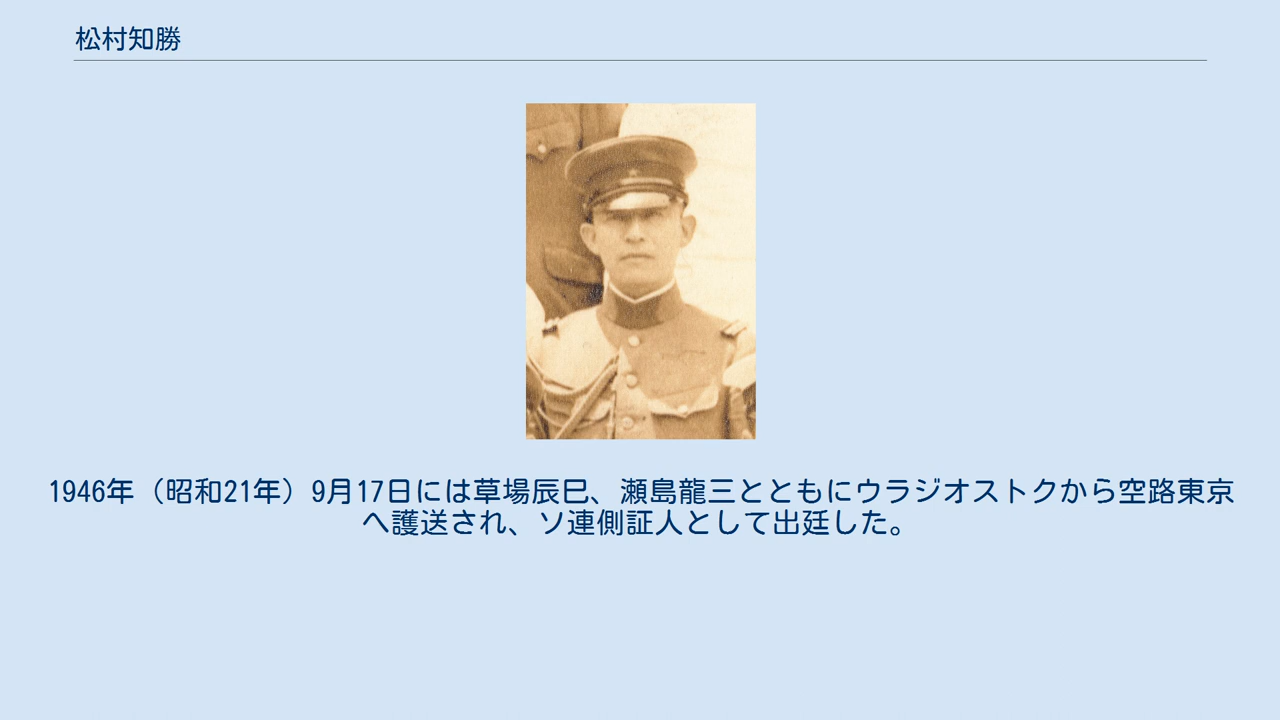 松村知勝
1946年（昭和21年）9月17日には草場辰巳、瀬島龍三とともにウラジオストクから空路東京
へ護送され、ソ連側証人として出廷した。